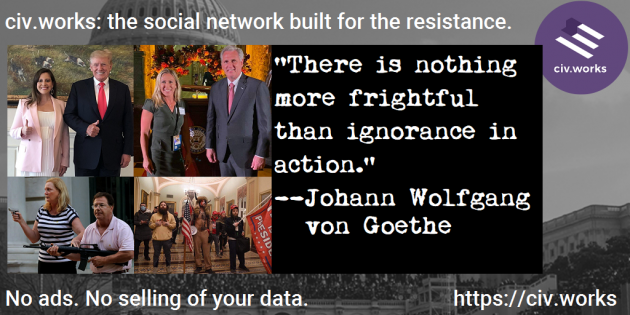 civ.works: the social network built for the resistance.
civ.works
"There is nothing
more frightful
than ignorance in
action."
--Johann Wolfgang
von Goethe
No ads. No selling of your data.
https://civ.works